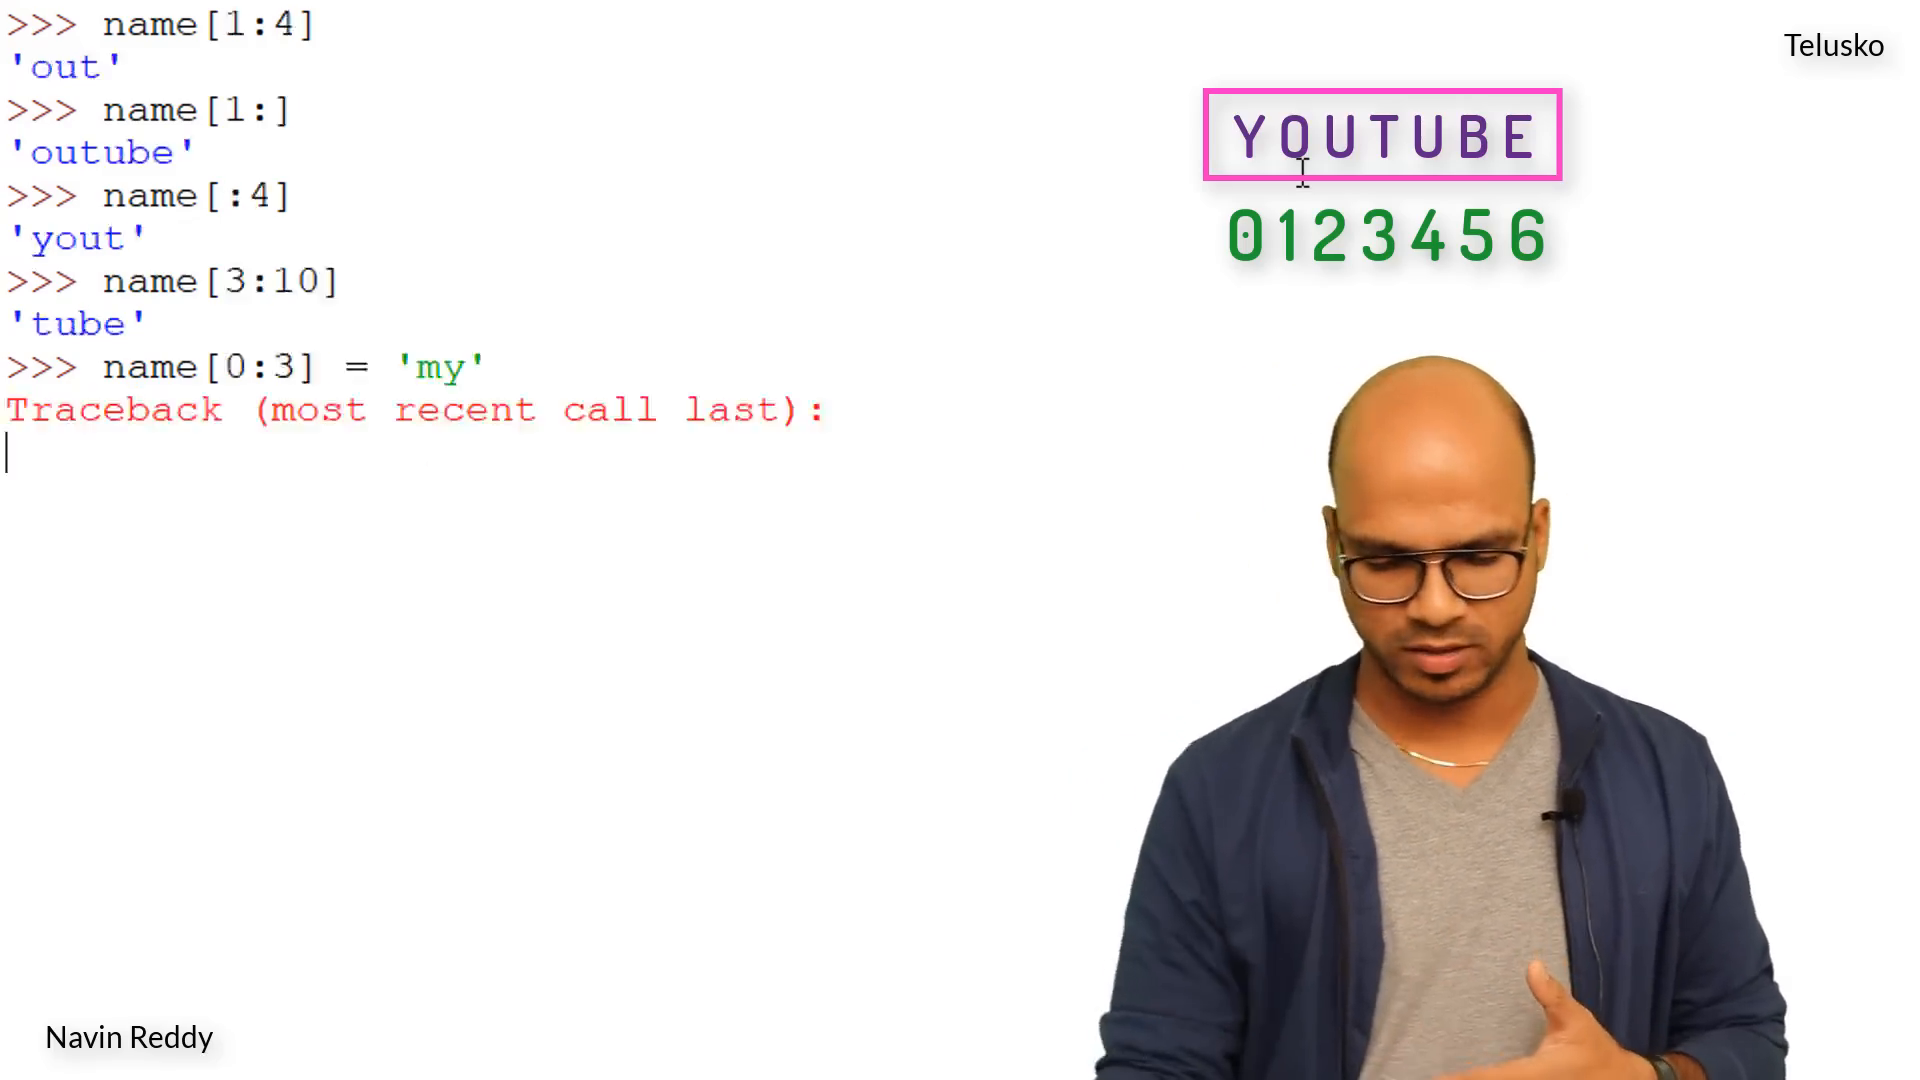 >>> name[1:4]
'out'
>>> name[1:]
'outube'
>>> name[:4]
'yout'
>>> name[3:10]
'tube'
>>> name[0:3] = 'my'
Traceback (most recent call last):
Telusko
YOUTUBE
0123456
Navin Reddy